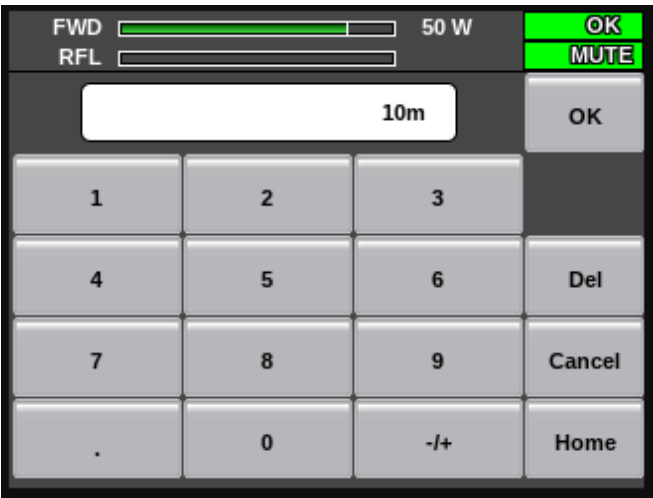 FWD 50 W OK
RFL MUTE
10m OK
1 2 3
4 5 6 Del
7 8 9 Cancel
. 0 -/+ Home